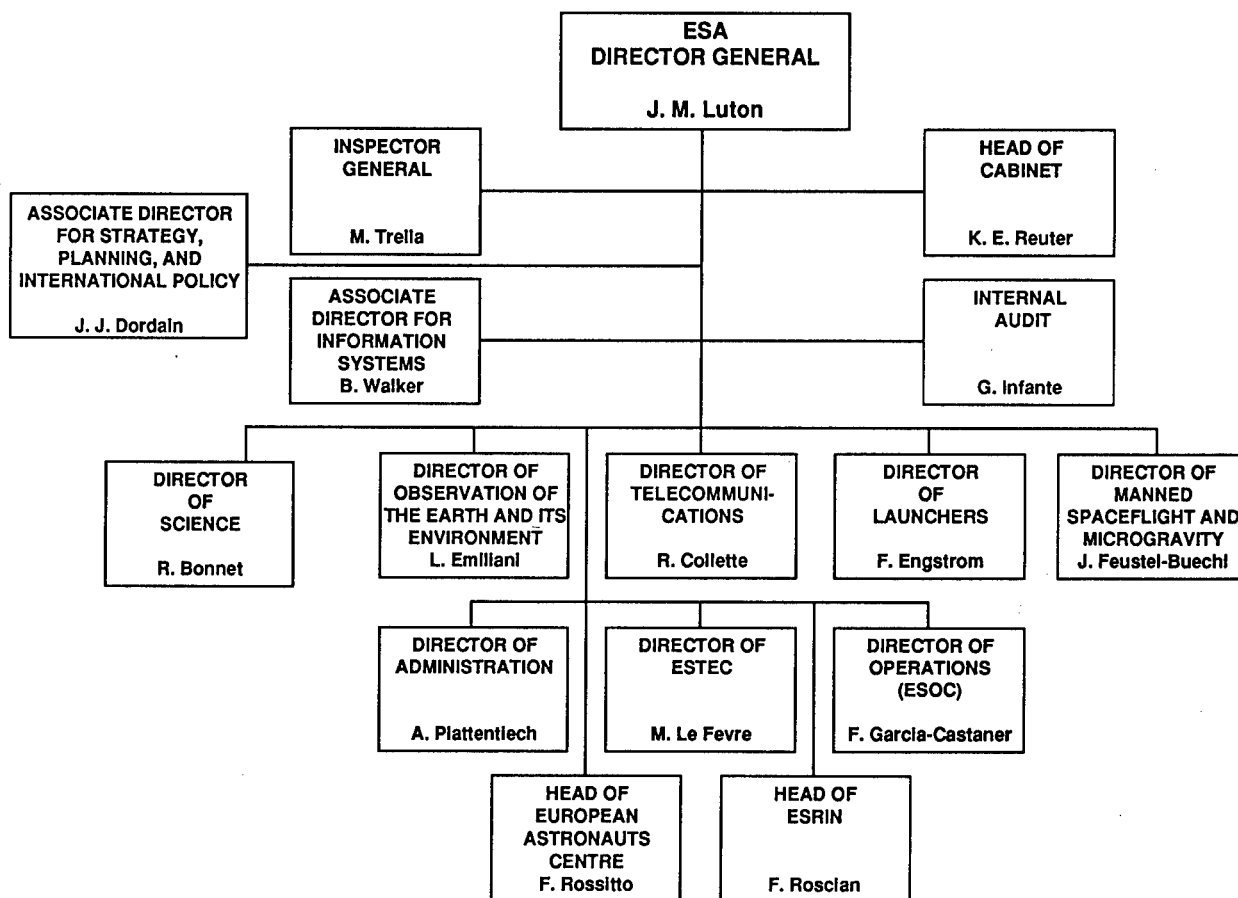 ESA
DIRECTOR GENERAL
J. M. Luton
INSPECTOR
GENERAL
M. Trella
HEAD OF
CABINET
K. E. Reuter
ASSOCIATE DIRECTOR
FOR STRATEGY,
PLANNING, AND
INTERNATIONAL POLICY
J. J. Dordain
ASSOCIATE
DIRECTOR FOR
INFORMATION
SYSTEMS
B. Walker
INTERNAL
AUDIT
G. Infante
DIRECTOR
OF
SCIENCE
R. Bonnet
DIRECTOR OF
OBSERVATION OF
THE EARTH AND ITS
ENVIRONMENT
L. Emiliani
DIRECTOR OF
TELECOMMUNI-
CATIONS
R. Collette
DIRECTOR
OF
LAUNCHERS
F. Engstrom
DIRECTOR OF
MANNED
SPACEFLIGHT AND
MICROGRAVITY
J. Feustel-Buechl
DIRECTOR OF
ADMINISTRATION
A. Plattentiech
DIRECTOR OF
ESTEC
M. Le Fevre
DIRECTOR OF
OPERATIONS
(ESOC)
F. Garcia-Castaner
HEAD OF
EUROPEAN
ASTRONAUTS
CENTRE
F. Rossitto
HEAD OF
ESRIN
F. Roscian